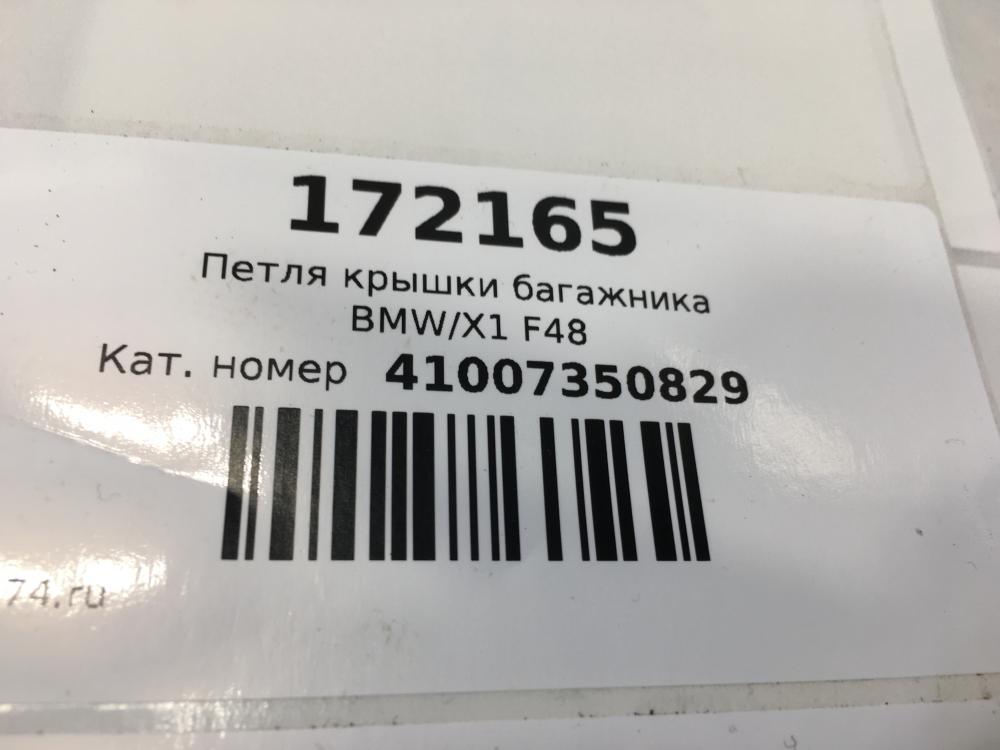 172165
Петля крышки багажника
BMW/X1 F48
Кат. номер 41007350829
74.ru